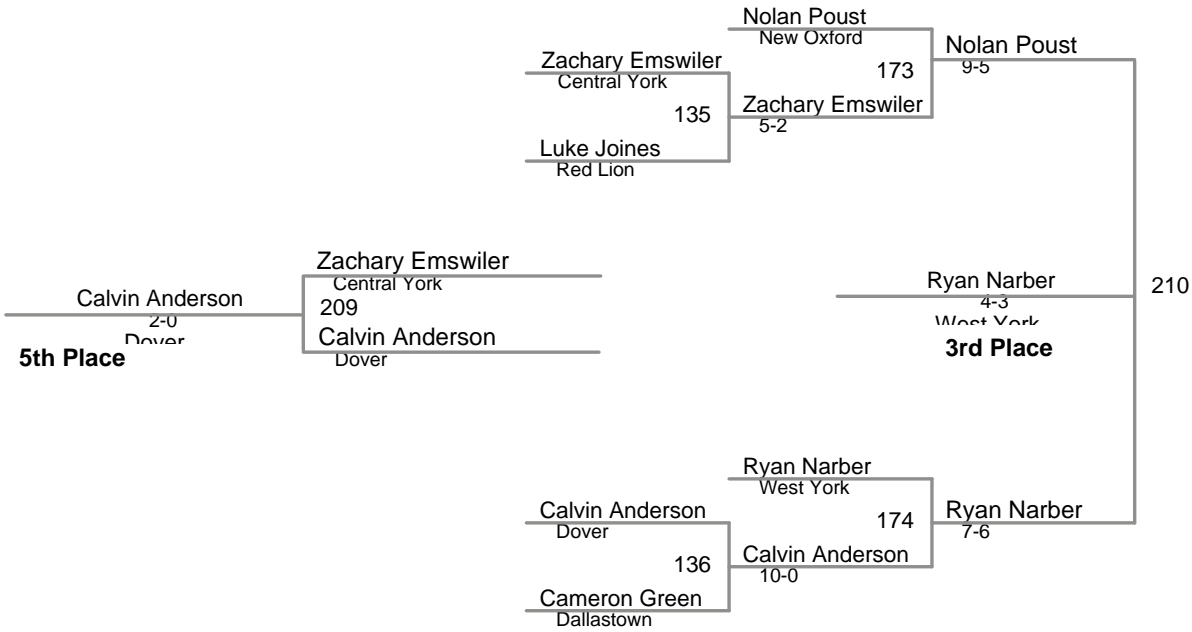 Nolan Poust
New Oxford
Nolan Poust
9-5
173
Zachary Emswiler
Central York
Zachary Emswiler
5-2
135
Luke Joines
Red Lion
Zachary Emswiler
Central York
Calvin Anderson
2-0
Dover
5th Place
209
Calvin Anderson
Dover
Ryan Narber
4-3
West York
3rd Place
210
Ryan Narber
West York
Ryan Narber
7-6
174
Calvin Anderson
Dover
Calvin Anderson
10-0
136
Cameron Green
Dallastown